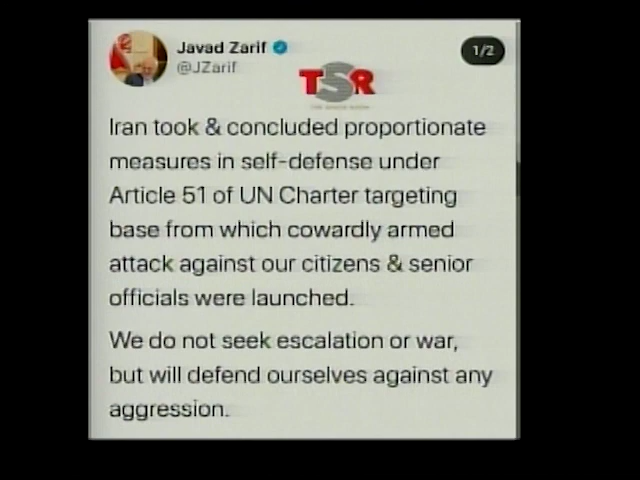 Javad Zarif
@JZarif
1/2
TSR
Iran took & concluded proportionate
measures in self-defense under
Article 51 of UN Charter targeting
base from which cowardly armed
attack against our citizens & senior
officials were launched.
We do not seek escalation or war,
but will defend ourselves against any
aggression.